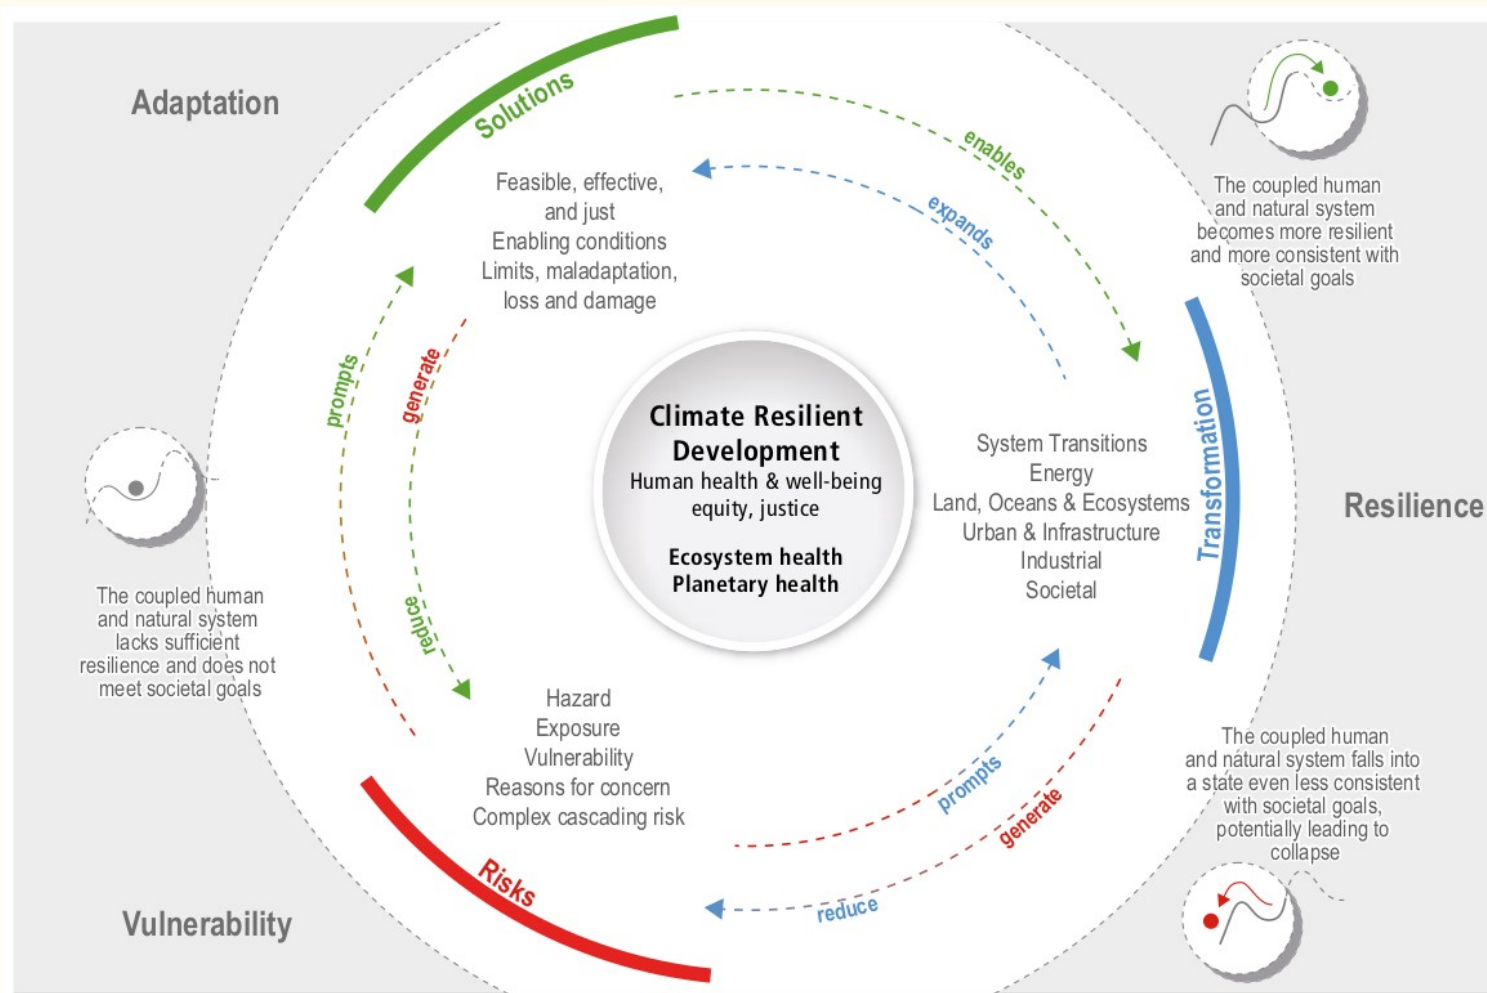 Adaptation
Solutions
Feasible, effective,
and just
Enabling conditions
Limits, maladaptation,
loss and damage
enables
expands
The coupled human
and natural system
becomes more resilient
and more consistent with
societal goals
prompts
generate
reduce
Climate Resilient
Development
Human health & well-being
equity, justice
Ecosystem health
Planetary health
System Transitions
Energy
Land, Oceans & Ecosystems
Urban & Infrastructure
Industrial
Societal
Transformation
Resilience
The coupled human
and natural system
lacks sufficient
resilience and does not
meet societal goals
Hazard
Exposure
Vulnerability
Reasons for concern
Complex cascading risk
Risks
prompts
generate
reduce
The coupled human
and natural system falls into
a state even less consistent
with societal goals,
potentially leading to
collapse
Vulnerability